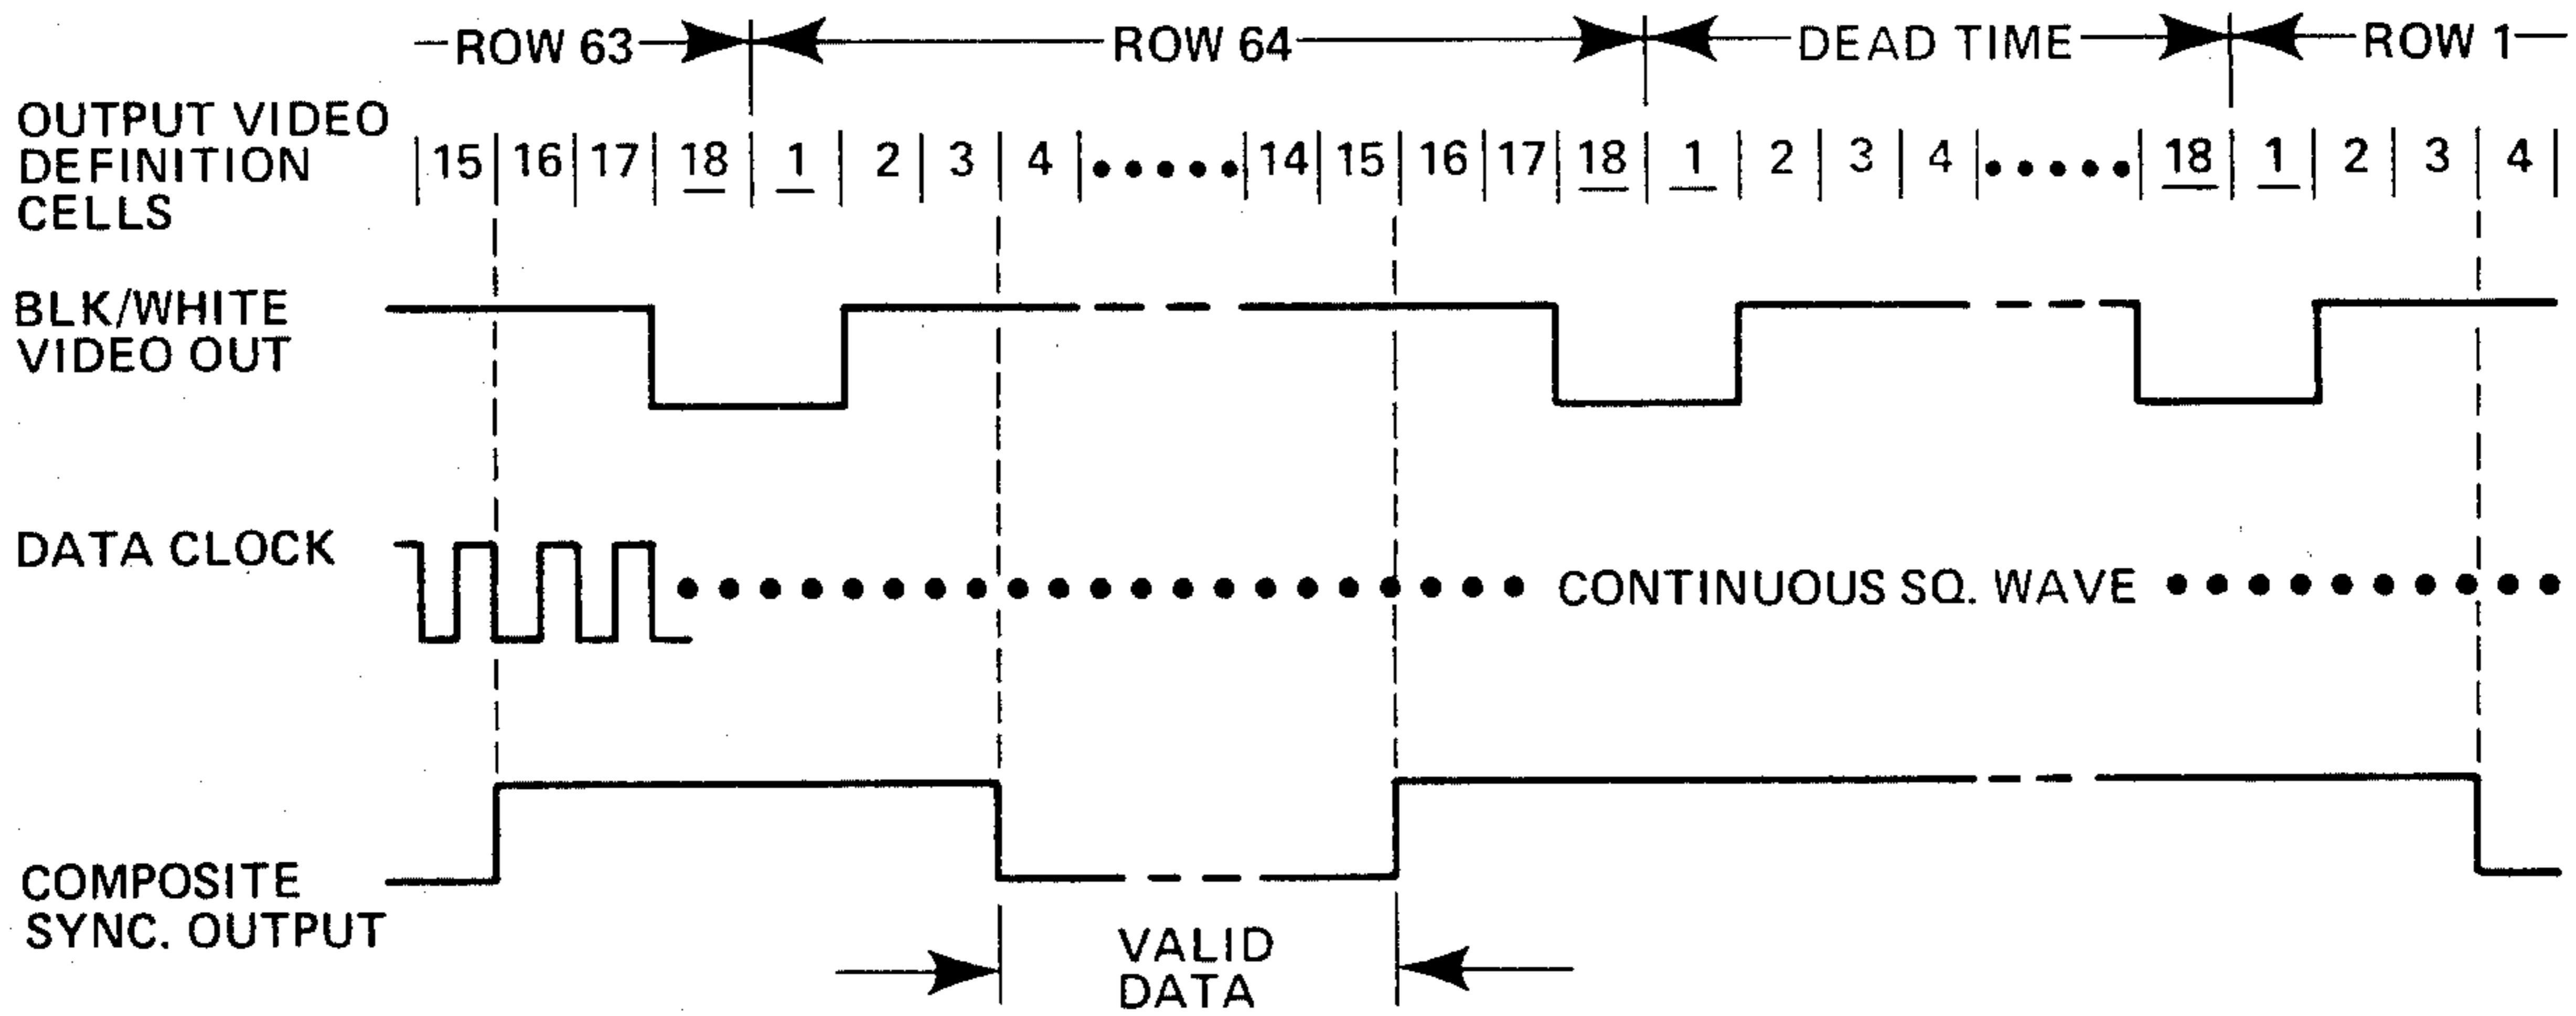 ROW 63 ROW 64 DEAD TIME ROW 1
OUTPUT VIDEO
DEFINITION
CELLS
15 16 17 18 1 2 3 4 ..... 14 15 16 17 18 1 2 3 4 ..... 18 1 2 3 4
BLK/WHITE
VIDEO OUT
DATA CLOCK
CONTINUOUS SQ. WAVE
COMPOSITE
SYNC. OUTPUT
VALID
DATA